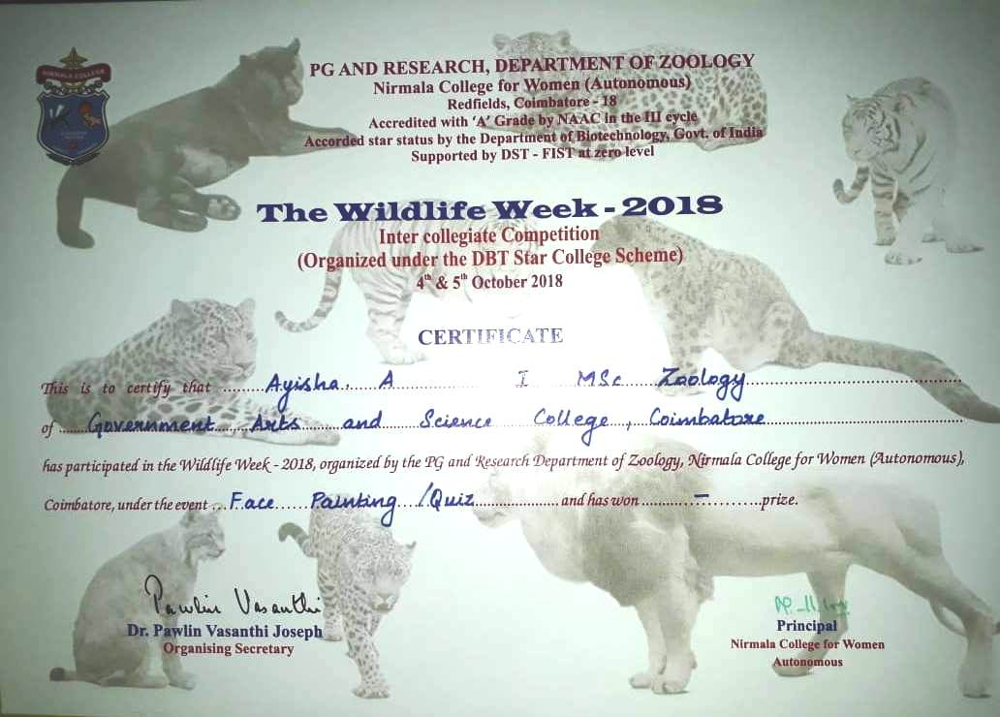 NIRMALA COLLEGE
PG AND RESEARCH, DEPARTMENT OF ZOOLOGY
Nirmala College for Women (Autonomous)
Redfields, Coimbatore - 18
Accredited with 'A' Grade by NAAC in the III cycle
Accorded star status by the Department of Biotechnology, Govt. of India
Supported by DST - FIST at zero level
The Wildlife Week - 2018
Inter collegiate Competition
(Organized under the DBT Star College Scheme)
4th & 5th October 2018
CERTIFICATE
This is to certify that Ayisha. A I MSc Zoology
of Government Arts and Science College, Coimbatore
has participated in the Wildlife Week - 2018, organized by the PG and Research Department of Zoology, Nirmala College for Women (Autonomous),
Coimbatore, under the event Face Painting /Quiz and has won - prize.
Pawlin Vasanthi
Dr. Pawlin Vasanthi Joseph
Organising Secretary
Principal
Nirmala College for Women
Autonomous